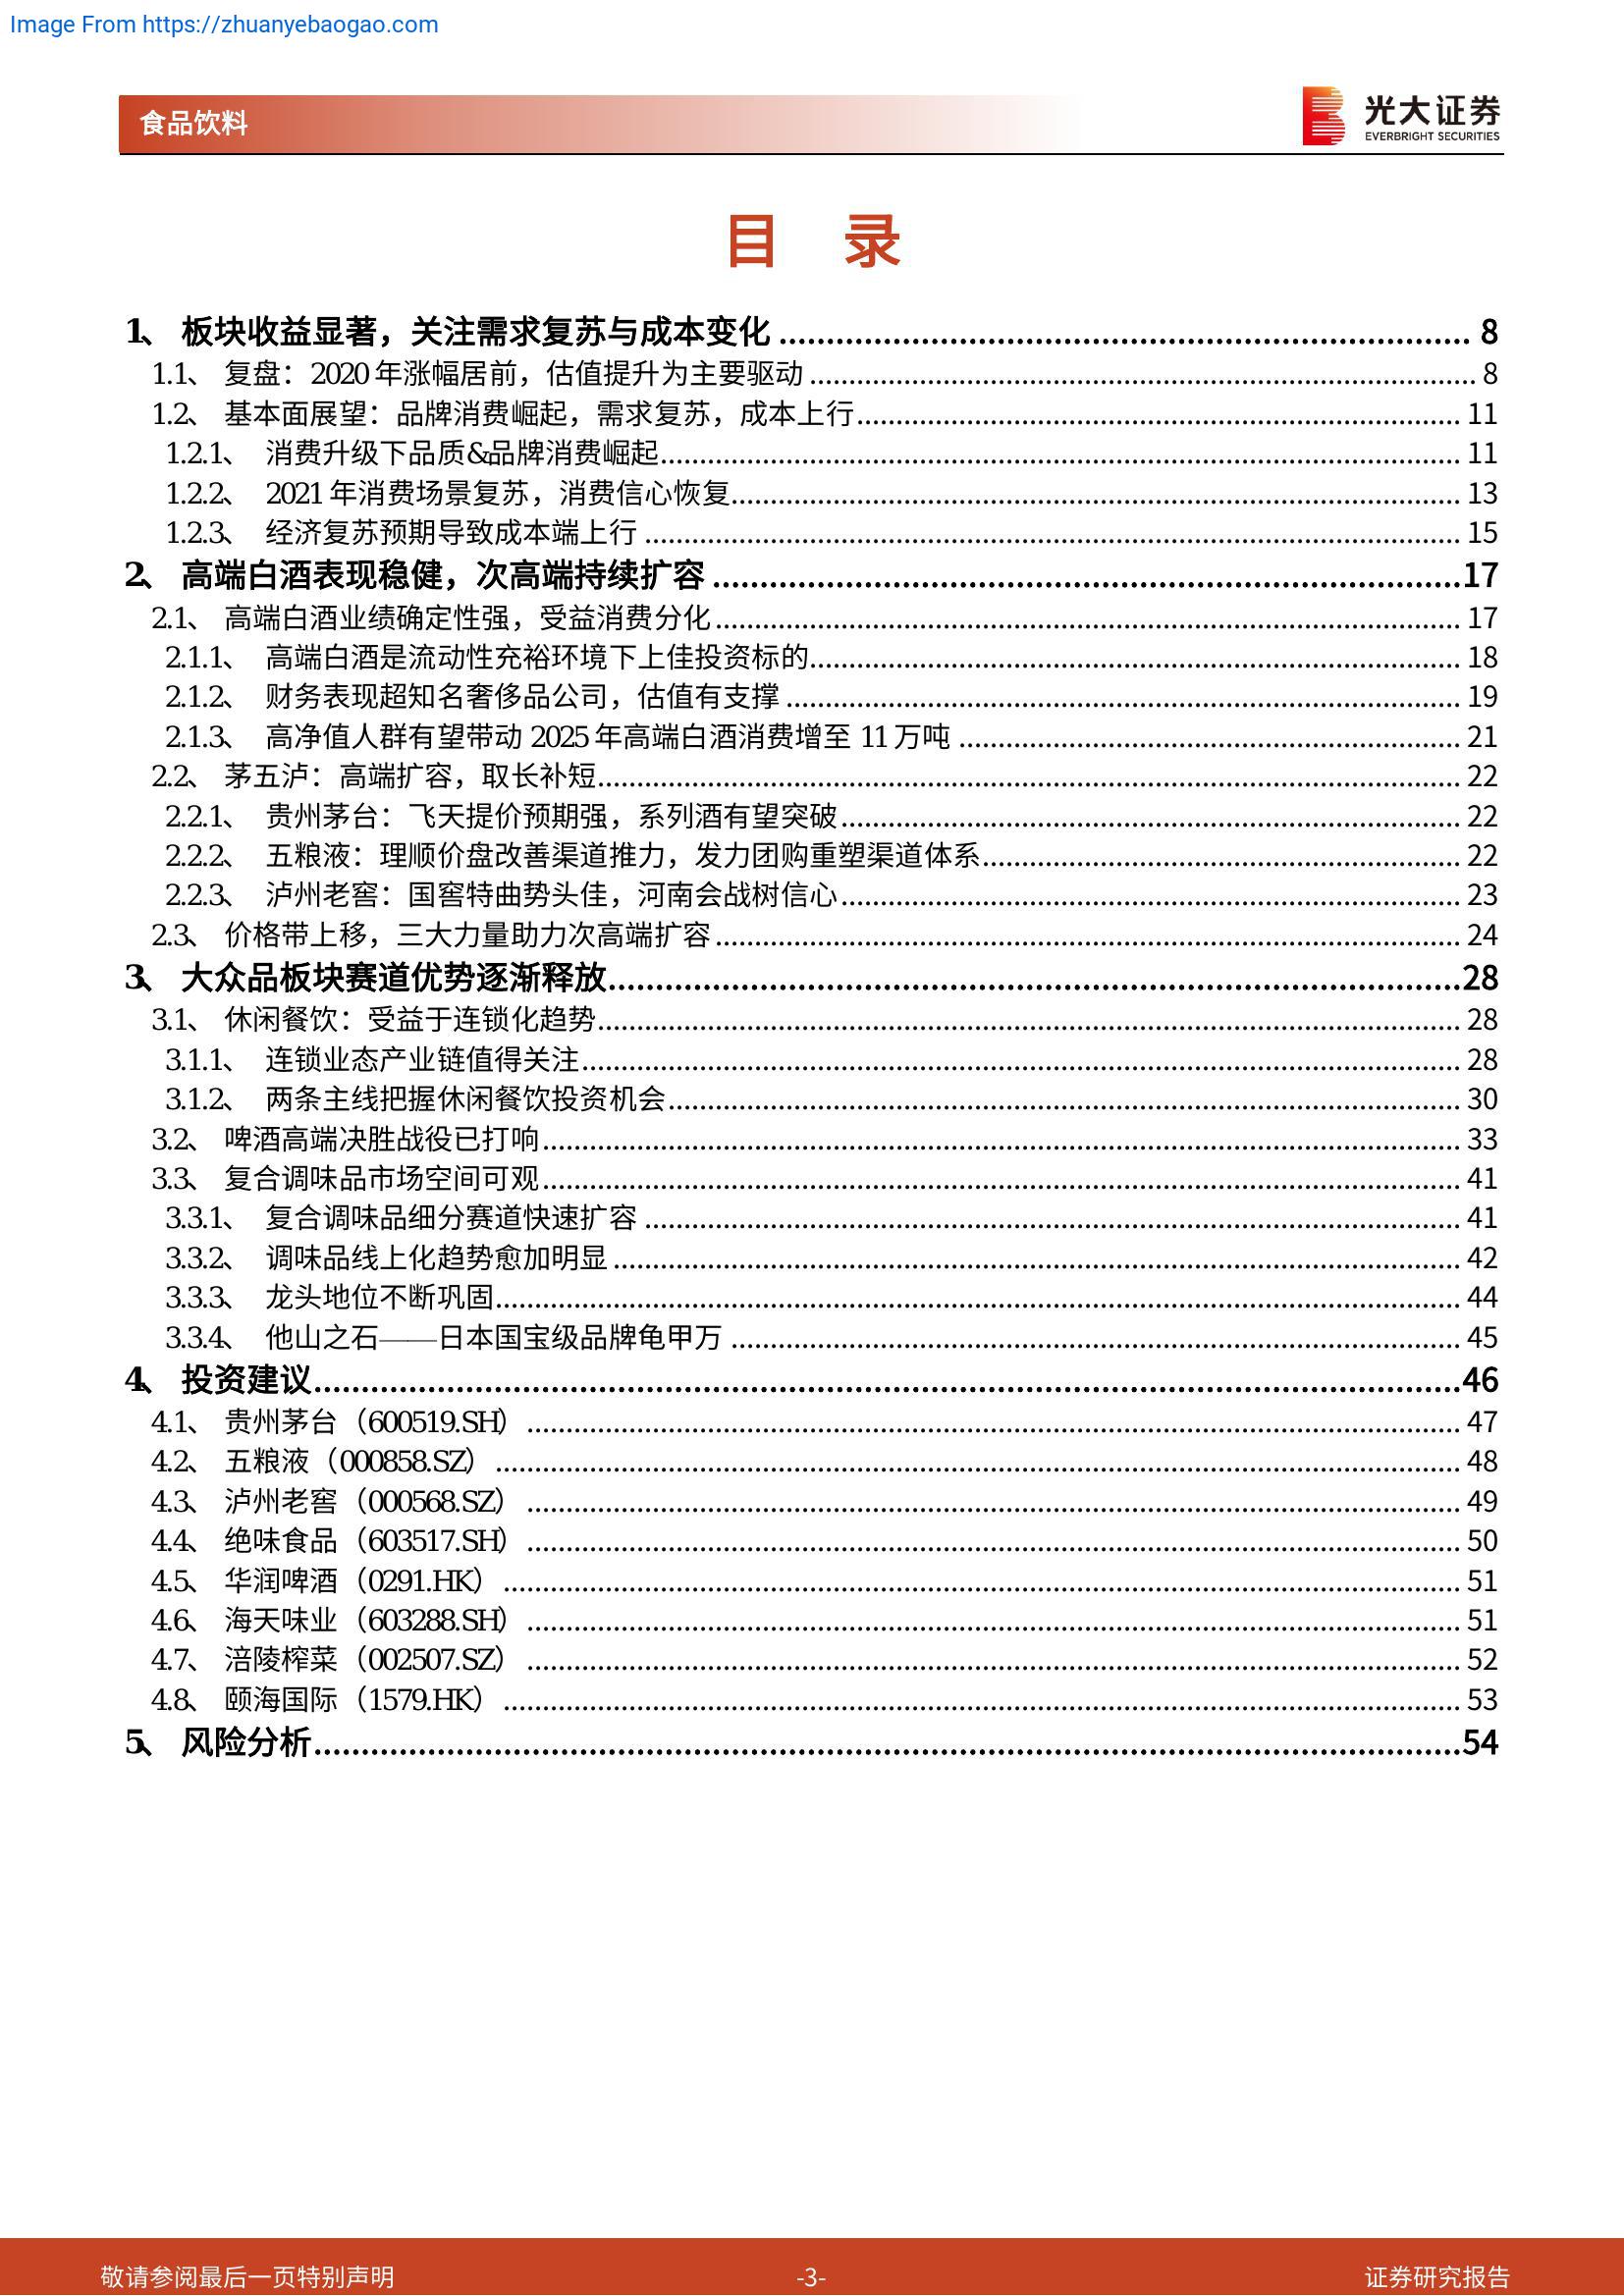 Image From https://zhuanyebaogao.com
食品饮料
光大证券
EVERBRIGHT SECURITIES
目 录
1、 板块收益显著，关注需求复苏与成本变化 8
1.1、 复盘：2020 年涨幅居前，估值提升为主要驱动 8
1.2、 基本面展望：品牌消费崛起，需求复苏，成本上行 11
1.2.1、 消费升级下品质&品牌消费崛起 11
1.2.2、 2021 年消费场景复苏，消费信心恢复 13
1.2.3、 经济复苏预期导致成本端上行 15
2、 高端白酒表现稳健，次高端持续扩容 17
2.1、 高端白酒业绩确定性强，受益消费分化 17
2.1.1、 高端白酒是流动性充裕环境下上佳投资标的 18
2.1.2、 财务表现超知名奢侈品公司，估值有支撑 19
2.1.3、 高净值人群有望带动 2025 年高端白酒消费增至 11 万吨 21
2.2、 茅五泸：高端扩容，取长补短 22
2.2.1、 贵州茅台：飞天提价预期强，系列酒有望突破 22
2.2.2、 五粮液：理顺价盘改善渠道推力，发力团购重塑渠道体系 22
2.2.3、 泸州老窖：国窖特曲势头佳，河南会战树信心 23
2.3、 价格带上移，三大力量助力次高端扩容 24
3、 大众品板块赛道优势逐渐释放 28
3.1、 休闲餐饮：受益于连锁化趋势 28
3.1.1、 连锁业态产业链值得关注 28
3.1.2、 两条主线把握休闲餐饮投资机会 30
3.2、 啤酒高端决胜战役已打响 33
3.3、 复合调味品市场空间可观 41
3.3.1、 复合调味品细分赛道快速扩容 41
3.3.2、 调味品线上化趋势愈加明显 42
3.3.3、 龙头地位不断巩固 44
3.3.4、 他山之石——日本国宝级品牌龟甲万 45
4、 投资建议 46
4.1、 贵州茅台（600519.SH） 47
4.2、 五粮液（000858.SZ） 48
4.3、 泸州老窖（000568.SZ） 49
4.4、 绝味食品（603517.SH） 50
4.5、 华润啤酒（0291.HK） 51
4.6、 海天味业（603288.SH） 51
4.7、 涪陵榨菜（002507.SZ） 52
4.8、 颐海国际（1579.HK） 53
5、 风险分析 54
敬请参阅最后一页特别声明 -3- 证券研究报告